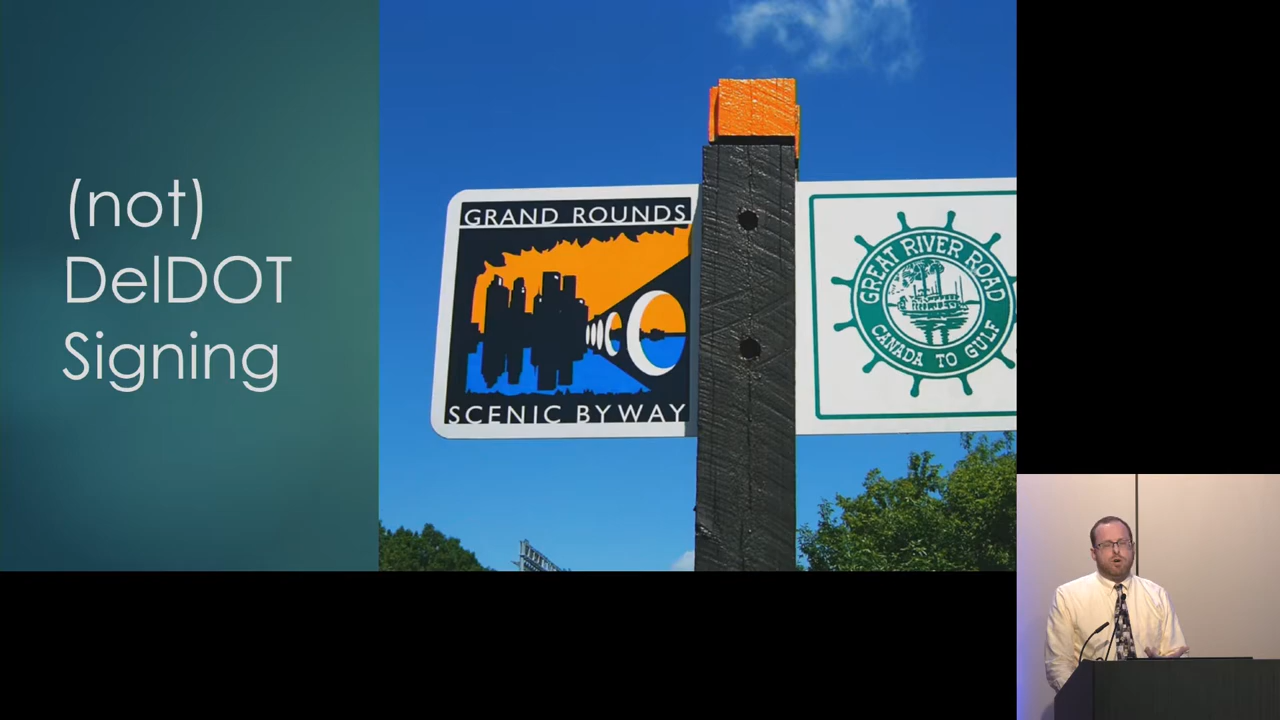 (not)
DelDOT
Signing
GRAND ROUNDS
SCENIC BYWAY
GREAT RIVER ROAD
CANADA TO GULF